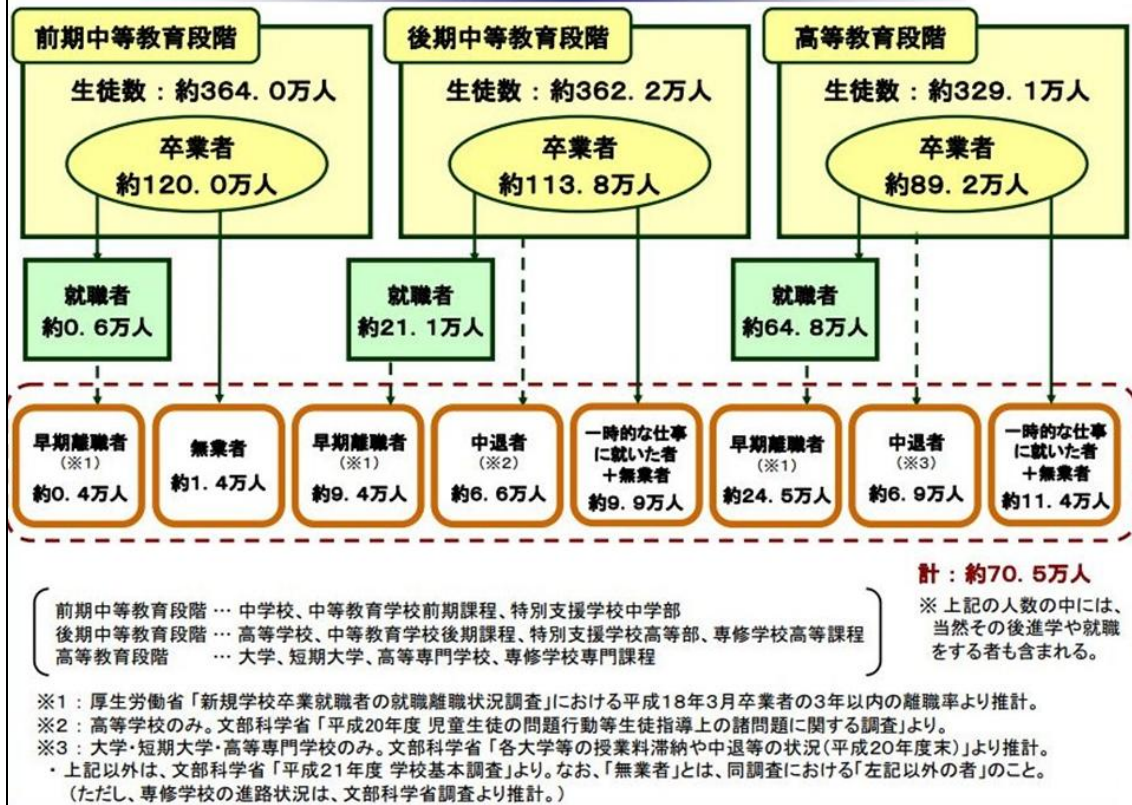 前期中等教育段階
生徒数：約364．0万人
卒業者
約120．0万人
後期中等教育段階
生徒数：約362．2万人
卒業者
約113．8万人
高等教育段階
生徒数：約329．1万人
卒業者
約89．2万人
就職者
約0．6万人
就職者
約21．1万人
就職者
約64．8万人
早期離職者
（※1）
約0．4万人
無業者
約1．4万人
早期離職者
（※1）
約9．4万人
中退者
（※2）
約6．6万人
一時的な仕事
に就いた者
＋無業者
約9．9万人
早期離職者
（※1）
約24．5万人
中退者
（※3）
約6．9万人
一時的な仕事
に就いた者
＋無業者
約11．4万人
計：約70．5万人
※ 上記の人数の中には、
当然その後進学や就職
をする者も含まれる。
前期中等教育段階 … 中学校、中等教育学校前期課程、特別支援学校中学部
後期中等教育段階 … 高等学校、中等教育学校後期課程、特別支援学校高等部、専修学校高等課程
高等教育段階 … 大学、短期大学、高等専門学校、専修学校専門課程
※1：厚生労働省「新規学校卒業就職者の就職離職状況調査」における平成18年3月卒業者の3年以内の離職率より推計。
※2：高等学校のみ。文部科学省「平成20年度 児童生徒の問題行動等生徒指導上の諸問題に関する調査」より。
※3：大学・短期大学・高等専門学校のみ。文部科学省「各大学等の授業料滞納や中退等の状況（平成20年度末）」より推計。
・上記以外は、文部科学省「平成21年度 学校基本調査」より。なお、「無業者」とは、同調査における「左記以外の者」のこと。
（ただし、専修学校の進路状況は、文部科学省調査より推計。）